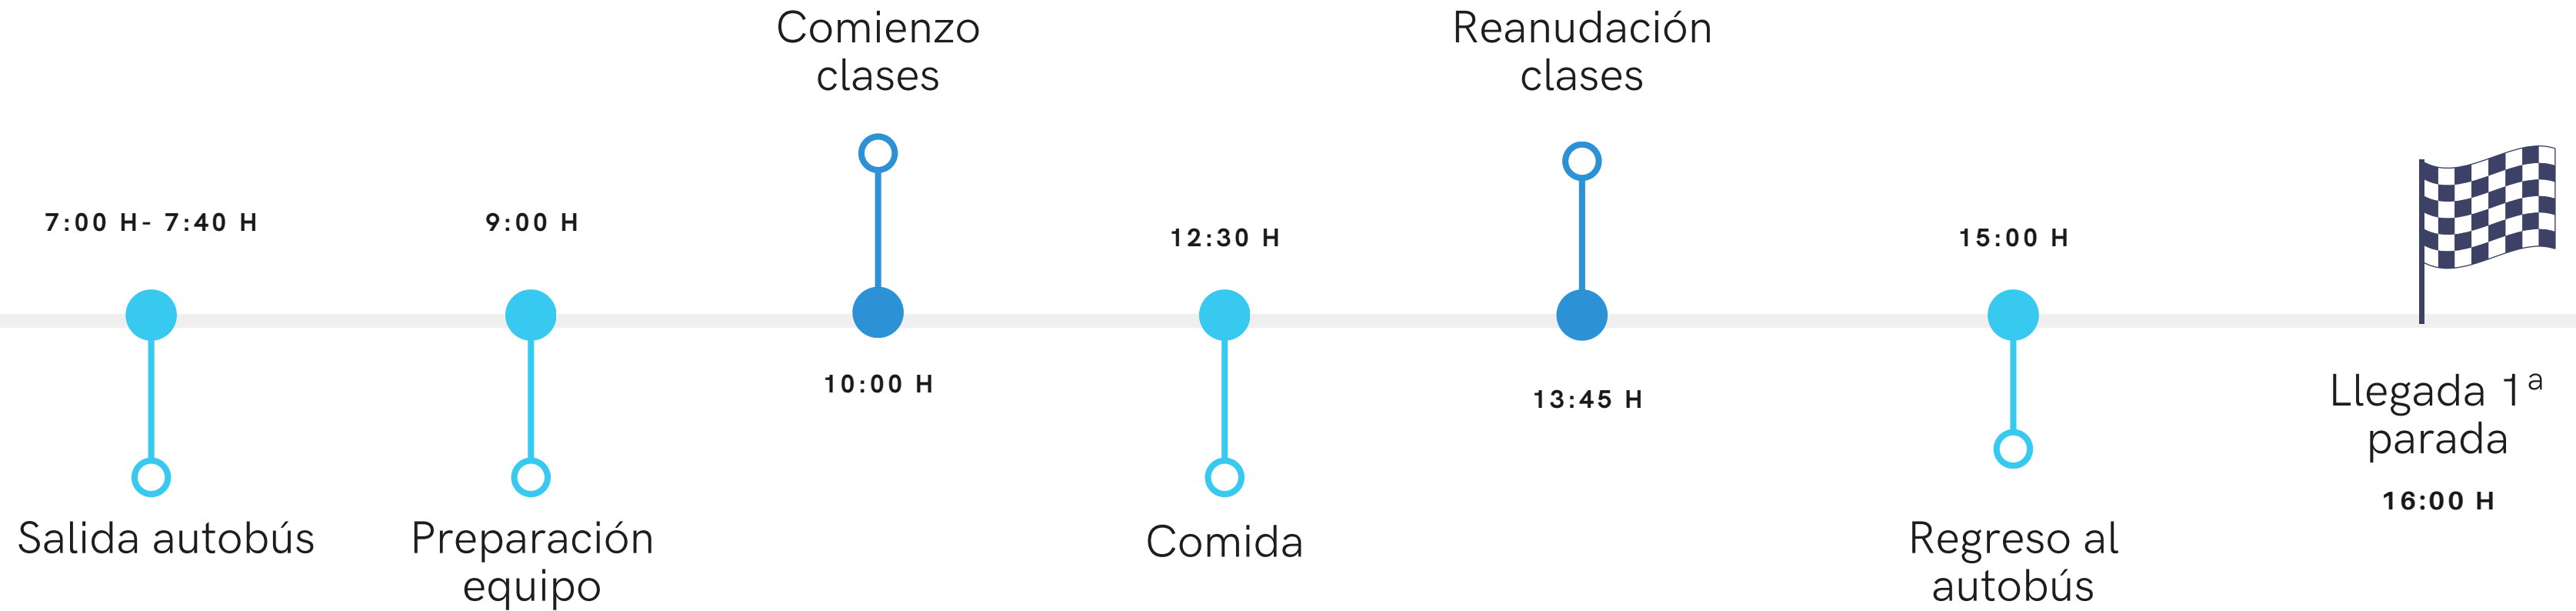 7:00 H- 7:40 H
Salida autobús
9:00 H
Preparación
equipo
Comienzo
clases
10:00 H
12:30 H
Comida
Reanudación
clases
13:45 H
15:00 H
Regreso al
autobús
Llegada 1ª
parada
16:00 H